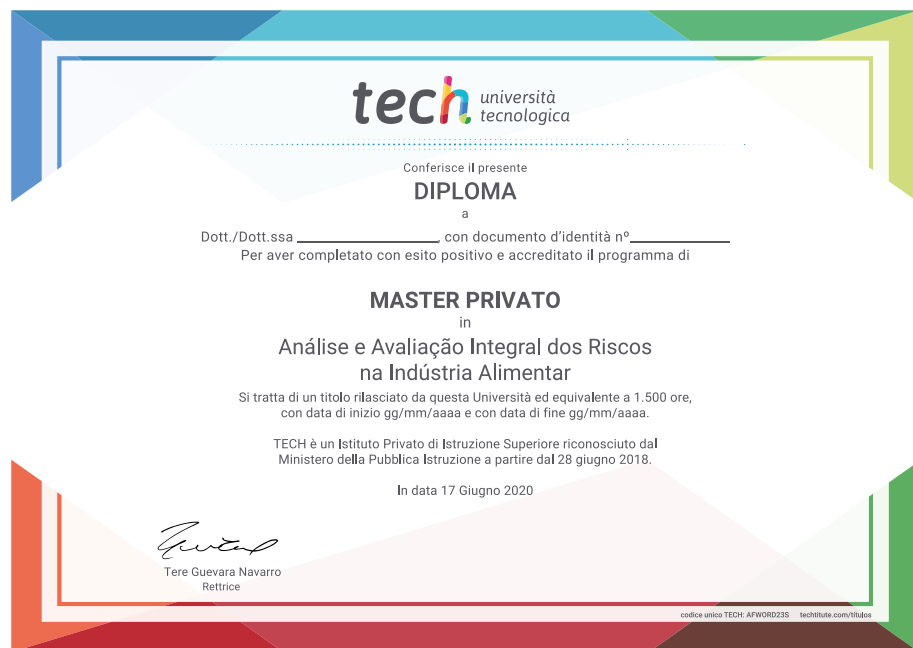 tech università
tecnologica
Conferisce il presente
DIPLOMA
a
Dott./Dott.ssa ____________________, con documento d'identità nº______________
Per aver completato con esito positivo e accreditato il programma di
MASTER PRIVATO
in
Análise e Avaliação Integral dos Riscos
na Indústria Alimentar
Si tratta di un titolo rilasciato da questa Università ed equivalente a 1.500 ore,
con data di inizio gg/mm/aaaa e con data di fine gg/mm/aaaa.
TECH è un Istituto Privato di Istruzione Superiore riconosciuto dal
Ministero della Pubblica Istruzione a partire dal 28 giugno 2018.
In data 17 Giugno 2020
Tere Guevara Navarro
Rettrice
codice unico TECH: AFWORD23S techtitute.com/titulos